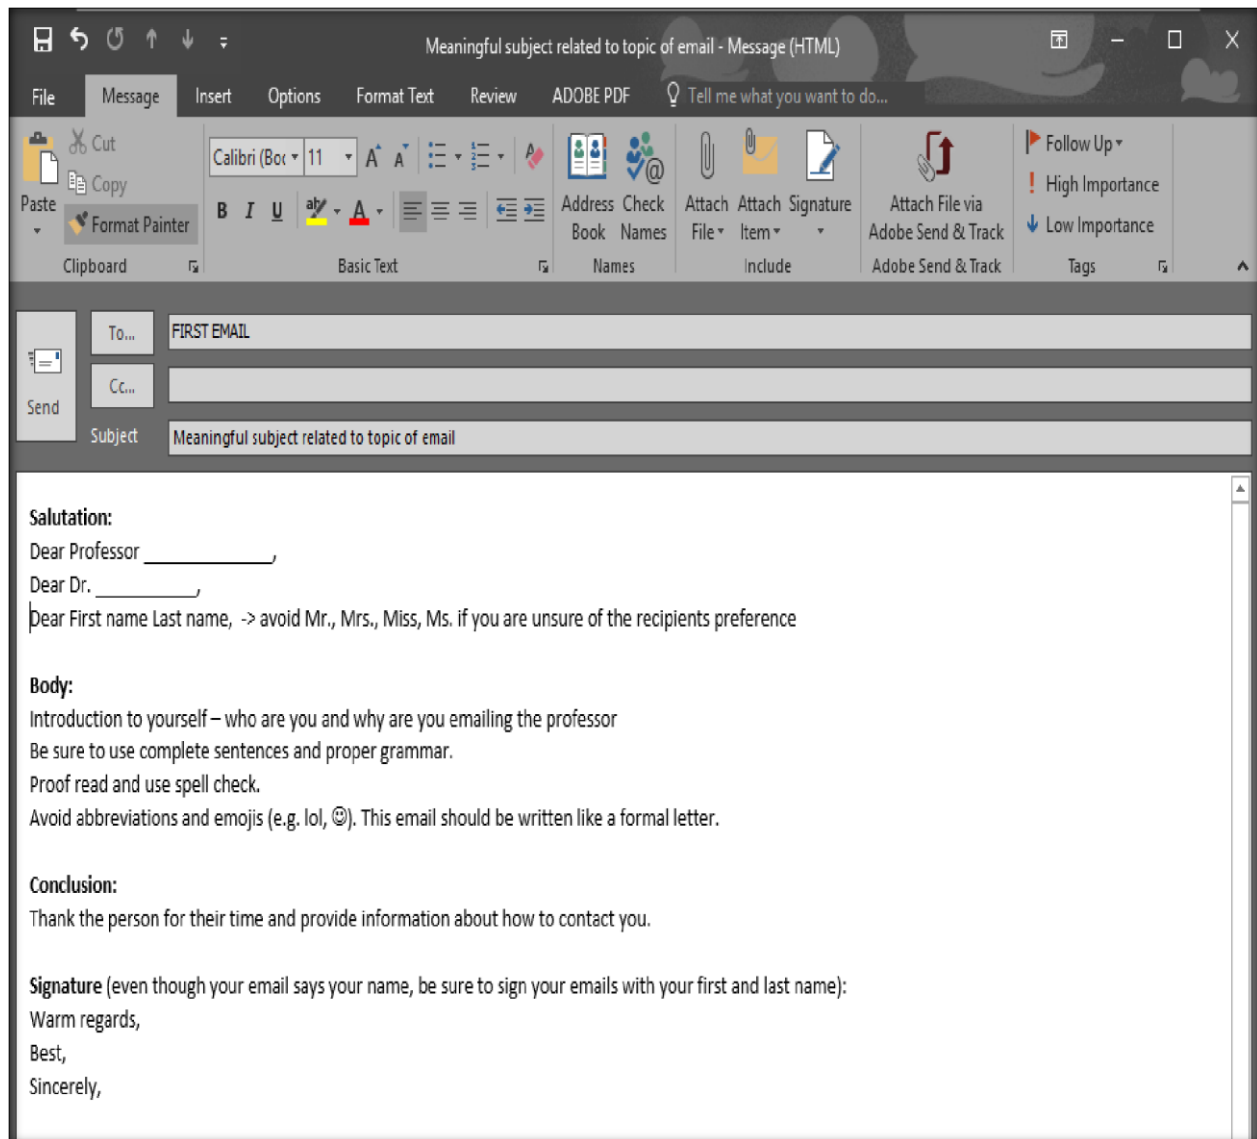 Meaningful subject related to topic of email - Message (HTML)
File Message Insert Options Format Text Review ADOBE PDF Tell me what you want to do...
Paste
Cut
Copy
Format Painter
Clipboard
Calibri (Boc 11
B I U
Basic Text
Address Book
Check Names
Names
Attach File
Attach Item
Signature
Include
Attach File via
Adobe Send & Track
Adobe Send & Track
Follow Up
High Importance
Low Importance
Tags
Send
To... FIRST EMAIL
Cc...
Subject Meaningful subject related to topic of email
Salutation:
Dear Professor ______________,
Dear Dr. ___________,
Dear First name Last name, -> avoid Mr., Mrs., Miss, Ms. if you are unsure of the recipients preference
Body:
Introduction to yourself – who are you and why are you emailing the professor
Be sure to use complete sentences and proper grammar.
Proof read and use spell check.
Avoid abbreviations and emojis (e.g. lol, ☺). This email should be written like a formal letter.
Conclusion:
Thank the person for their time and provide information about how to contact you.
Signature (even though your email says your name, be sure to sign your emails with your first and last name):
Warm regards,
Best,
Sincerely,